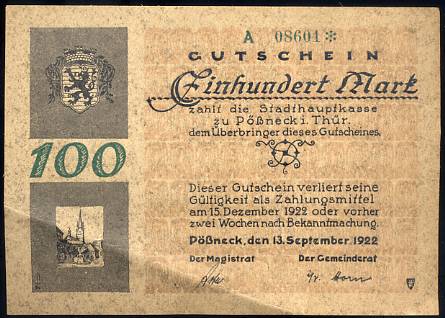 A 08601 *
GUTSCHEIN
Einhundert Mark
zahlt die Stadthauptkasse
zu Pößneck i. Thür.
dem Überbringer dieses Gutscheines.
100
Dieser Gutschein verliert seine
Gültigkeit als Zahlungsmittel
am 15. Dezember 1922 oder vorher
zwei Wochen nach Bekanntmachung.
Pößneck, den 13. September 1922
Der Magistrat Der Gemeinderat